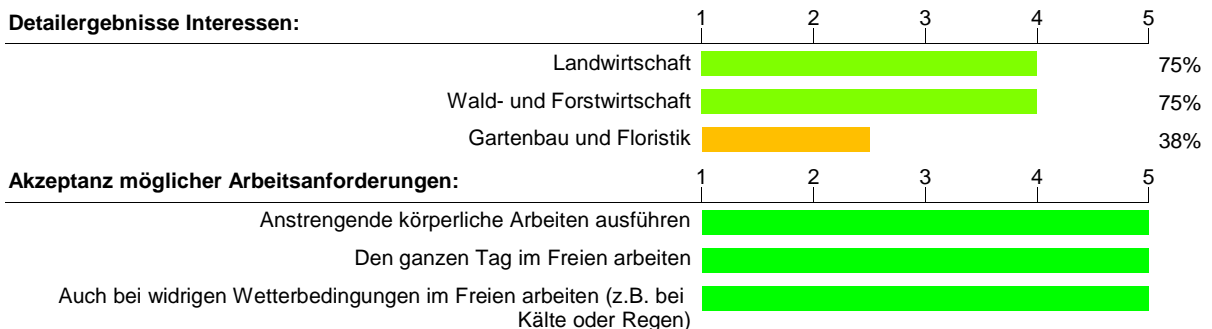 Detailergebnisse Interessen: 1 2 3 4 5
Landwirtschaft 75%
Wald- und Forstwirtschaft 75%
Gartenbau und Floristik 38%
Akzeptanz möglicher Arbeitsanforderungen: 1 2 3 4 5
Anstrengende körperliche Arbeiten ausführen
Den ganzen Tag im Freien arbeiten
Auch bei widrigen Wetterbedingungen im Freien arbeiten (z.B. bei
Kälte oder Regen)